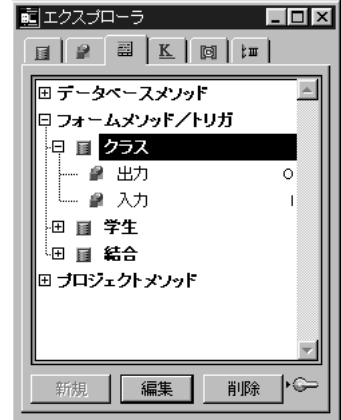 エクスプローラ
K
データベースメソッド
フォームメソッド／トリガ
クラス
出力 O
入力 I
学生
結合
プロジェクトメソッド
新規 編集 削除